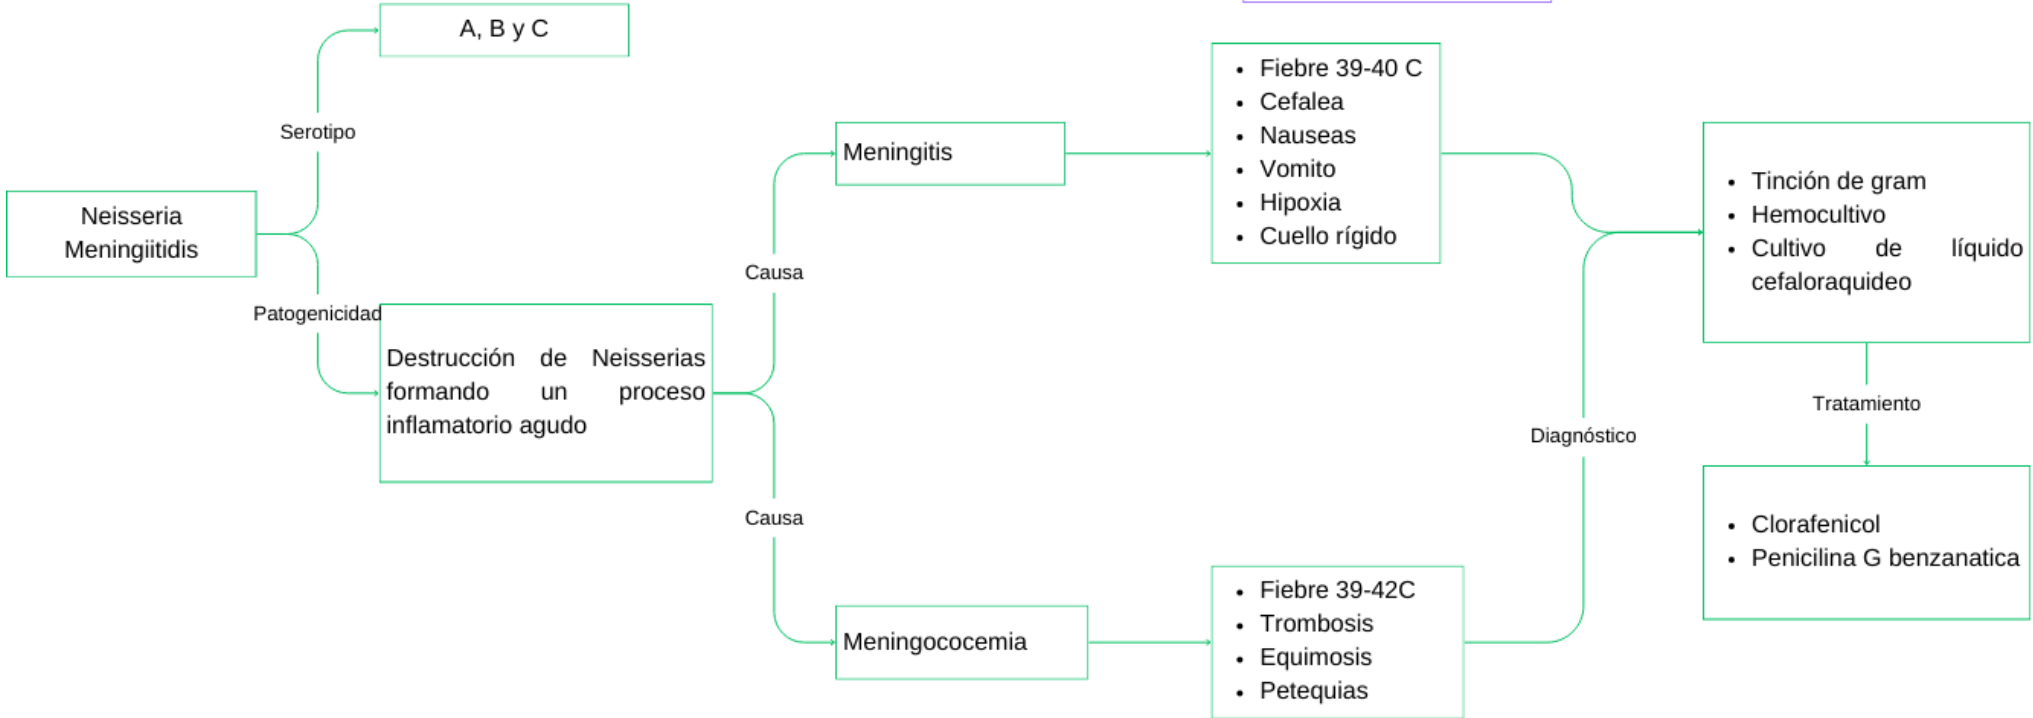 A, B y C
Serotipo
Neisseria
Meningiitidis
Patogenicidad
Destrucción de Neisserias
formando un proceso
inflamatorio agudo
Causa
Meningitis
• Fiebre 39-40 C
• Cefalea
• Nauseas
• Vomito
• Hipoxia
• Cuello rígido
Causa
Meningococemia
• Fiebre 39-42C
• Trombosis
• Equimosis
• Petequias
Diagnóstico
• Tinción de gram
• Hemocultivo
• Cultivo de líquido
cefaloraquideo
Tratamiento
• Clorafenicol
• Penicilina G benzanatica